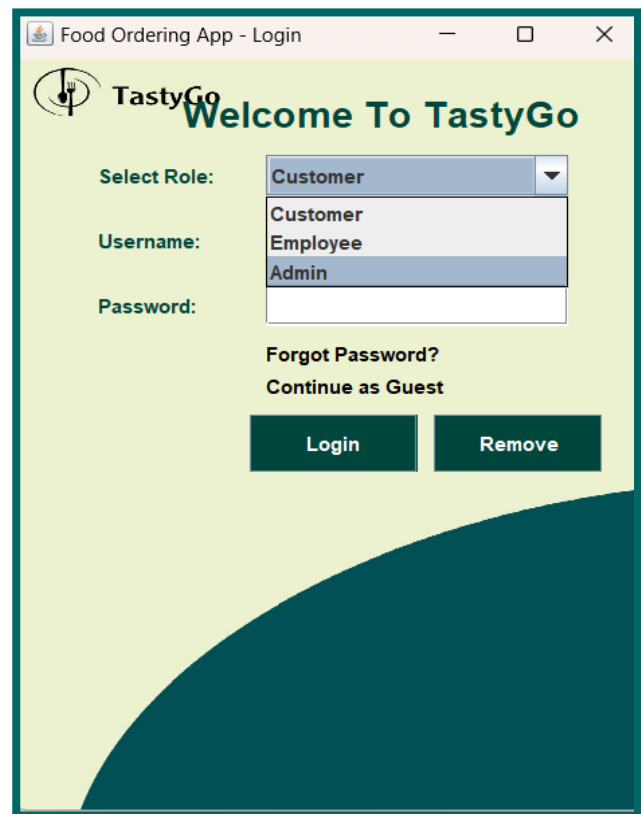 Food Ordering App - Login
TastyGo
Welcome To TastyGo
Select Role:
Customer
Customer
Employee
Admin
Username:
Password:
Forgot Password?
Continue as Guest
Login
Remove